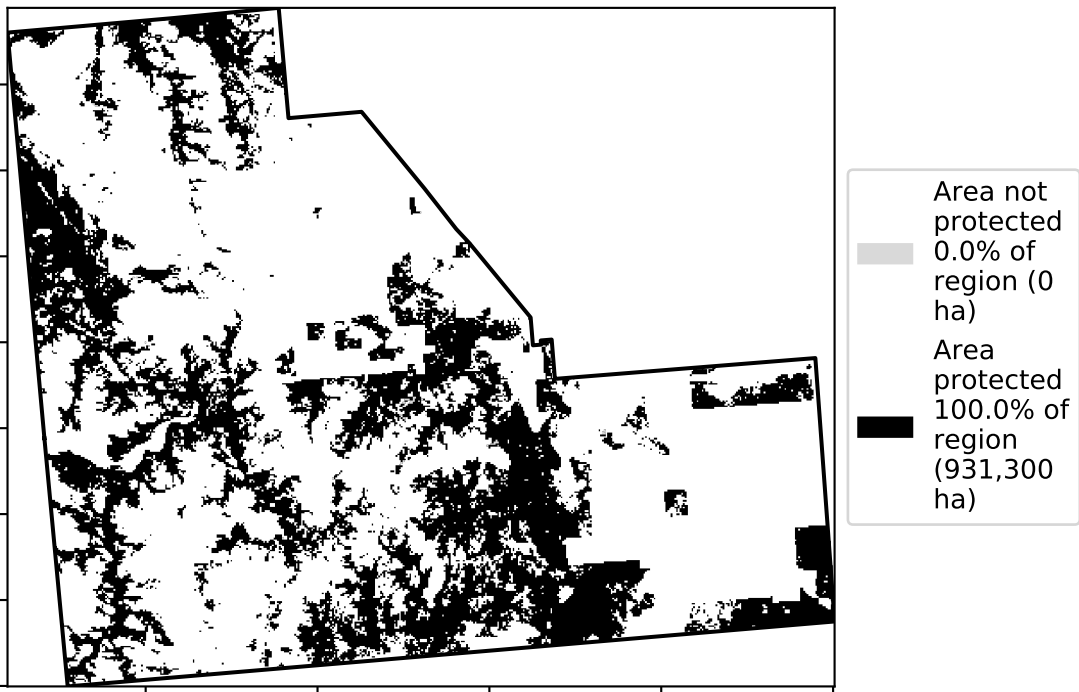 Area not
protected
0.0% of
region (0
ha)
Area
protected
100.0% of
region
(931,300
ha)